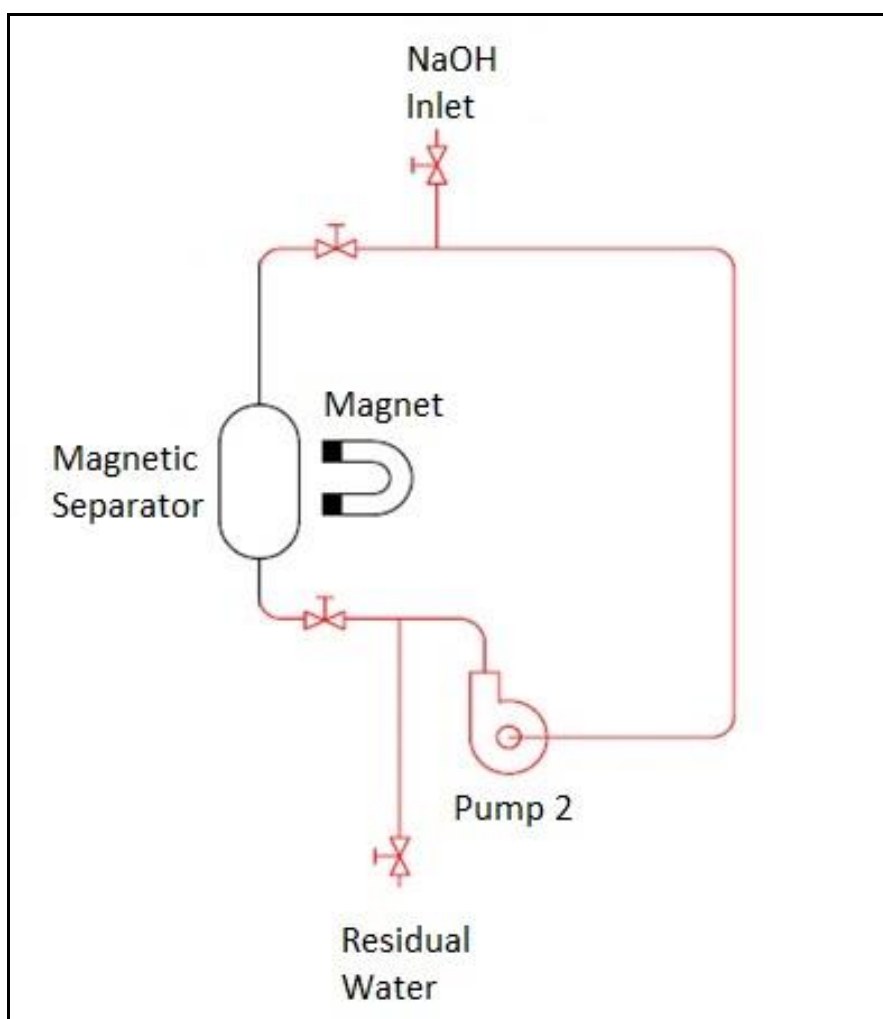 NaOH
Inlet
Magnet
Magnetic
Separator
Pump 2
Residual
Water